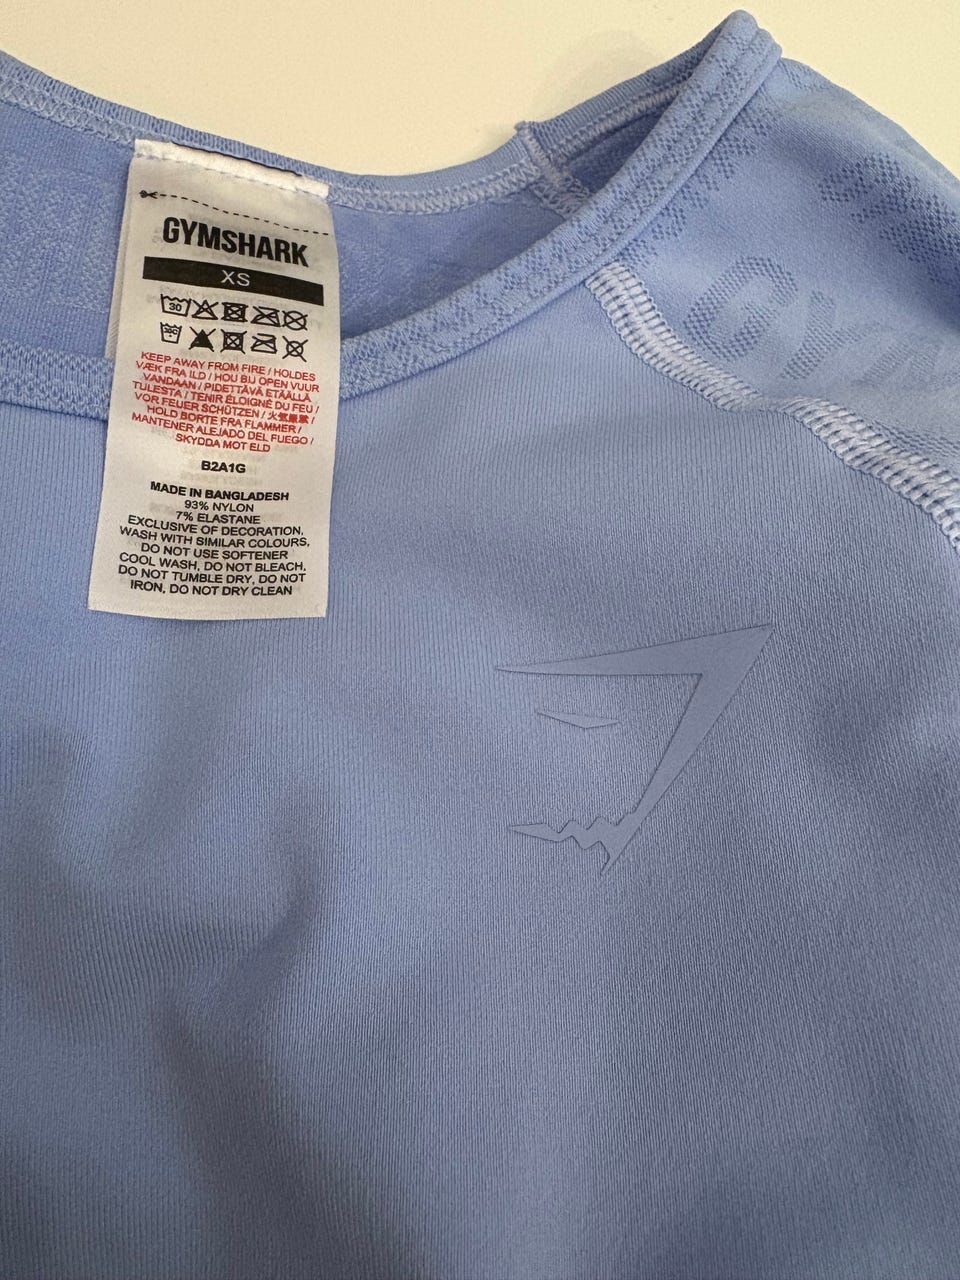 GYMSHARK
XS
30
30C
KEEP AWAY FROM FIRE / HOLDES
VÆK FRA ILD / HOU BIJ OPEN VUUR
VANDAAN / PIDETTÄVÄ ETÄÄLLÄ
TULESTA / TENIR ÉLOIGNÉ DU FEU /
VOR FEUER SCHÜTZEN / 火気厳禁 /
HOLD BORTE FRA FLAMMER /
MANTENER ALEJADO DEL FUEGO /
SKYDDA MOT ELD
B2A1G
MADE IN BANGLADESH
93% NYLON
7% ELASTANE
EXCLUSIVE OF DECORATION,
WASH WITH SIMILAR COLOURS,
DO NOT USE SOFTENER
COOL WASH, DO NOT BLEACH,
DO NOT TUMBLE DRY, DO NOT
IRON, DO NOT DRY CLEAN